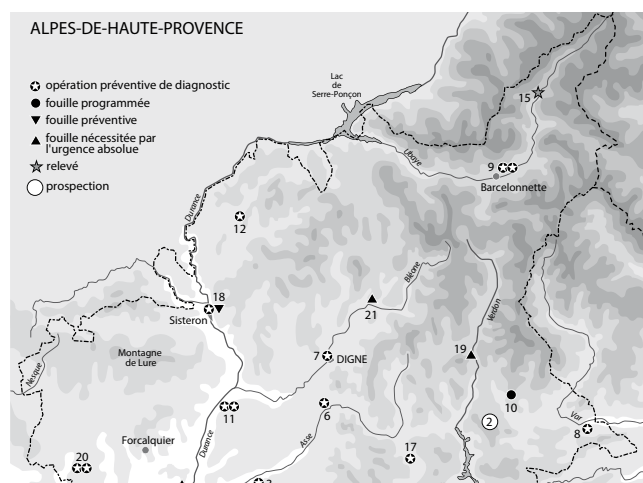 ALPES-DE-HAUTE-PROVENCE
opération préventive de diagnostic
fouille programmée
fouille préventive
fouille nécessitée par
l'urgence absolue
relevé
prospection
Lac
de
Serre-Ponçon
15
Ubaye
9
Barcelonnette
Durance
12
18
Sisteron
Bléone
21
Verdon
Montagne
de Lure
Nesque
7
DIGNE
19
10
2
Var
8
11
6
Asse
Durance
Forcalquier
17
20
3